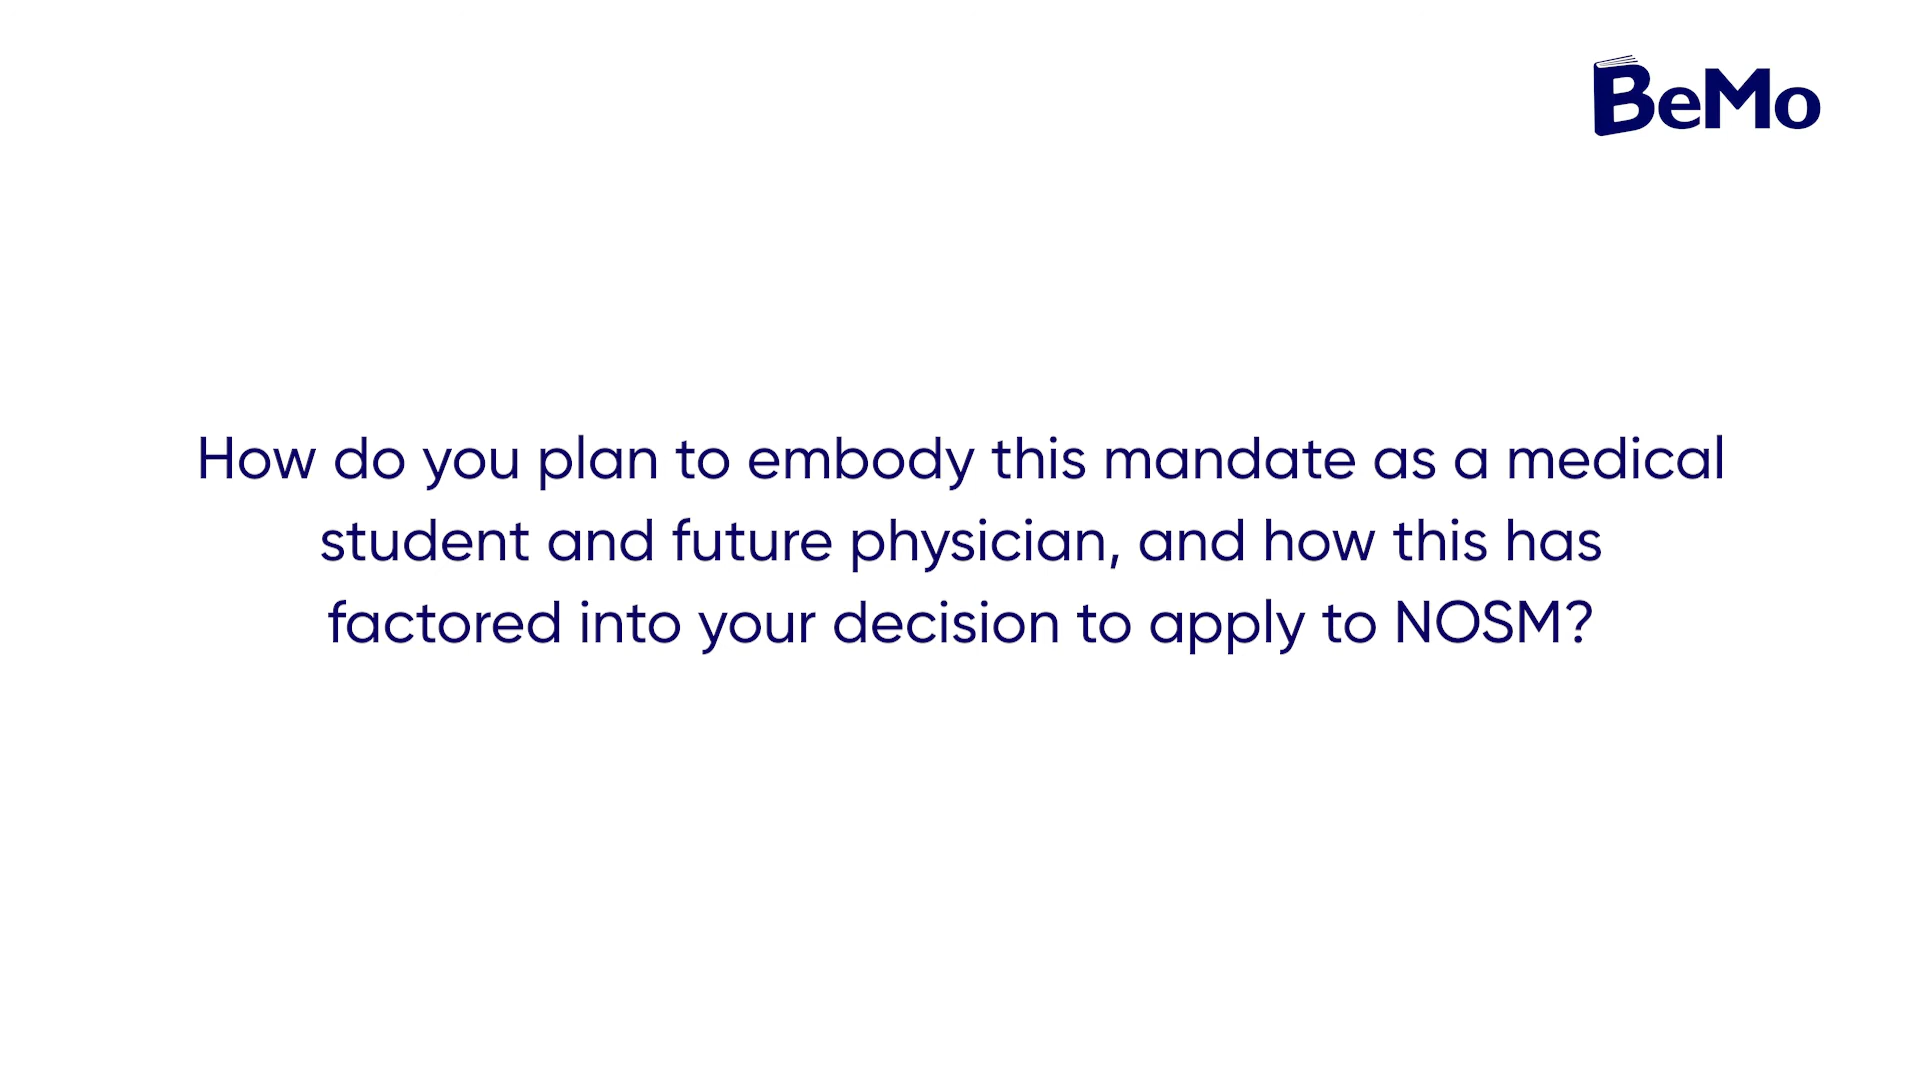 BeMo
How do you plan to embody this mandate as a medical
student and future physician, and how this has
factored into your decision to apply to NOSM?